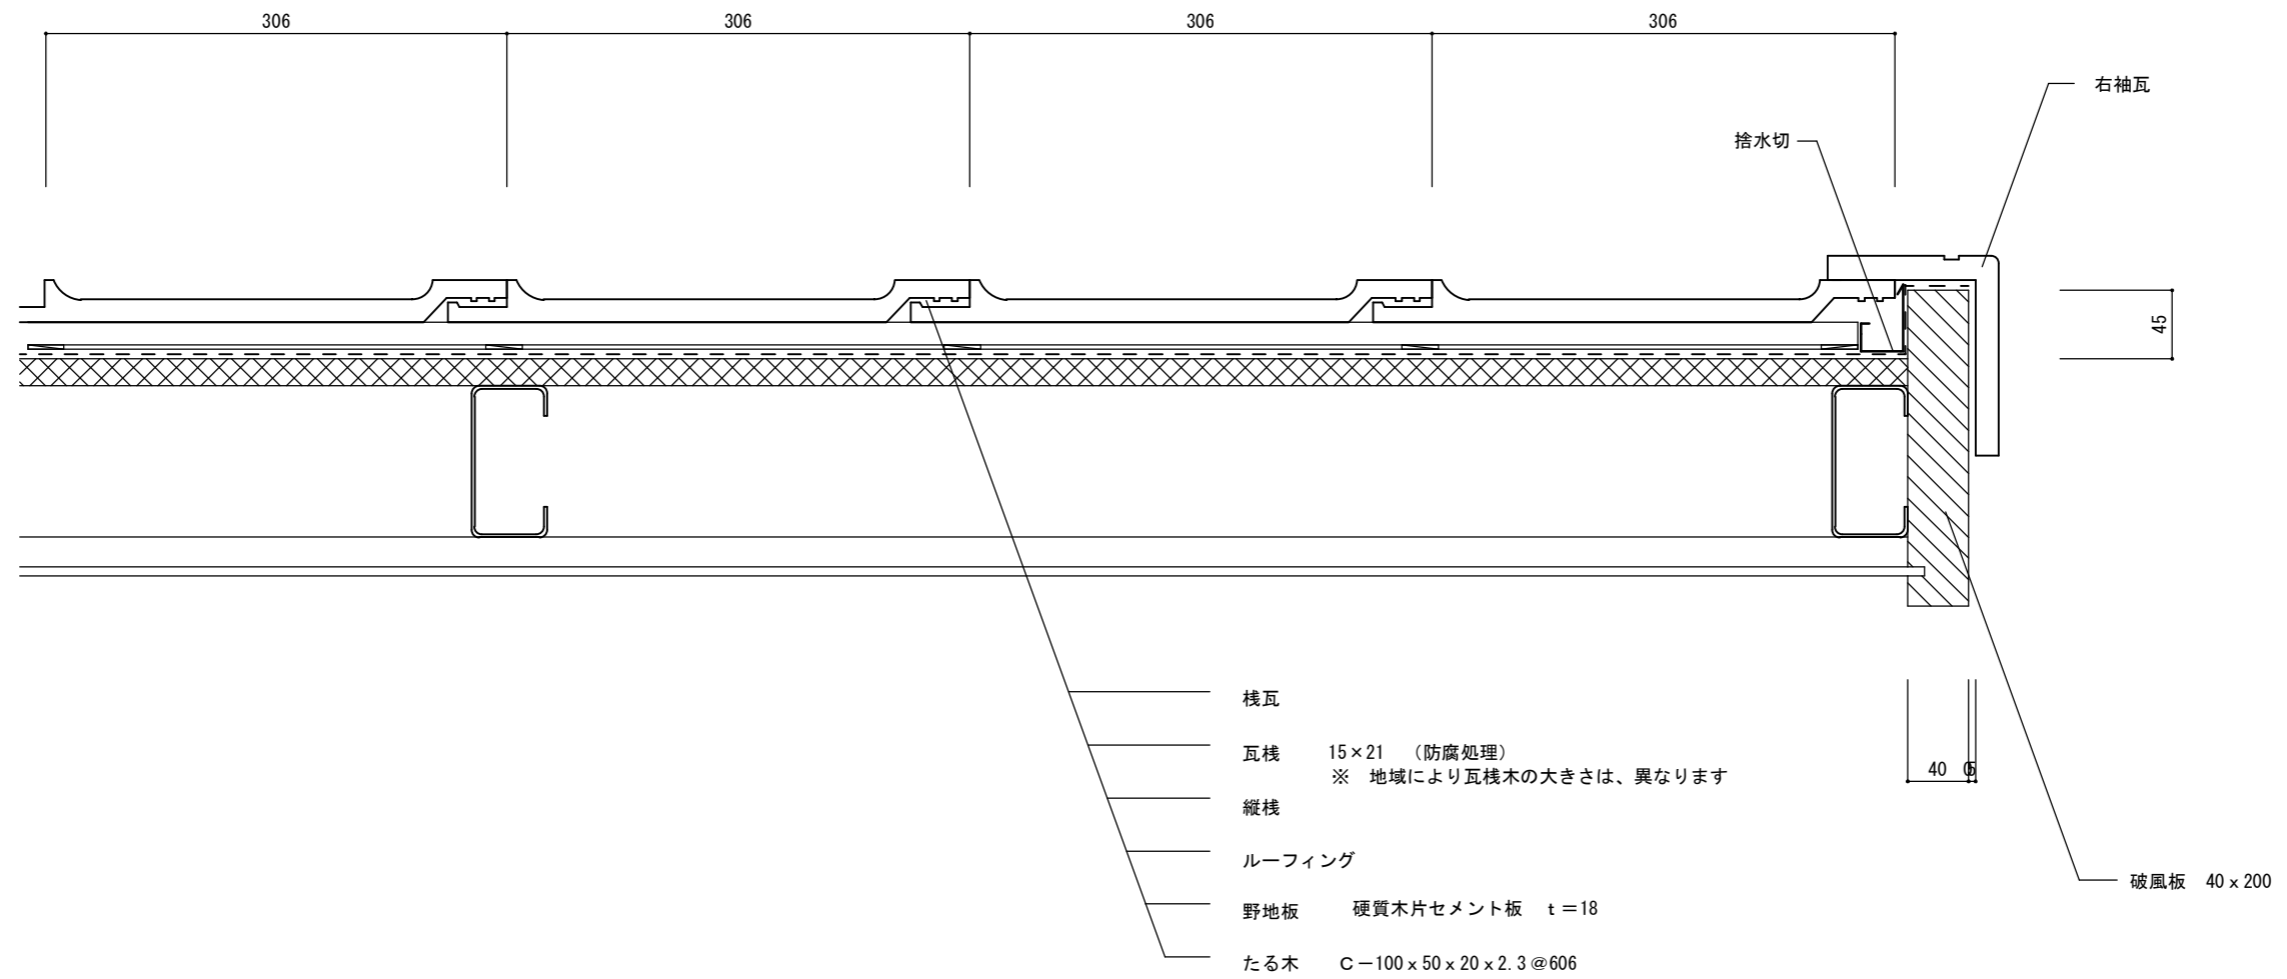 306
306
306
306
右袖瓦
捨水切
45
桟瓦
瓦桟 15×21 （防腐処理）
※ 地域により瓦桟木の大きさは、異なります
縦桟
ルーフィング
野地板 硬質木片セメント板 t=18
たる木 C-100x50x20x2.3@606
40
破風板 40x200